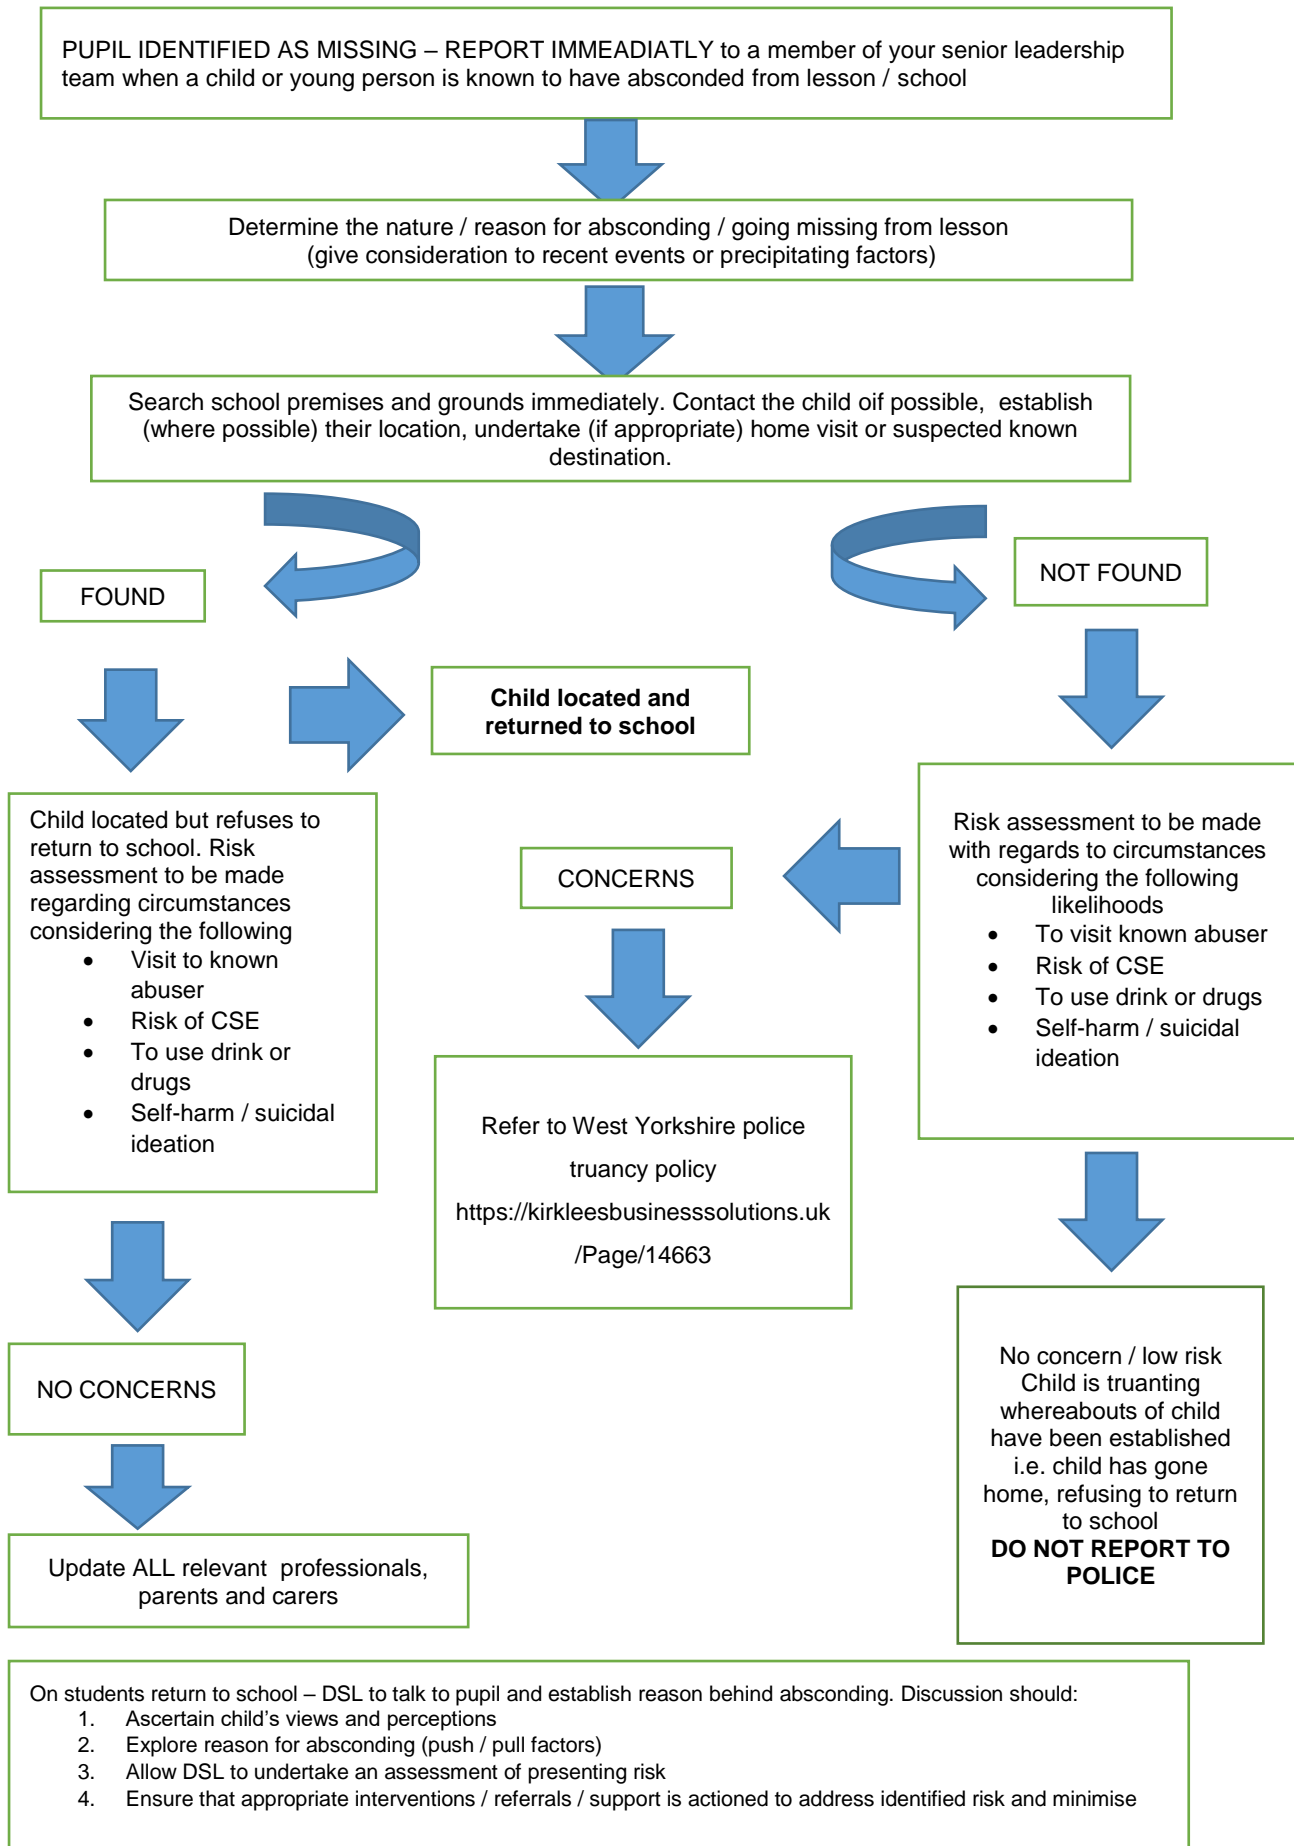 PUPIL IDENTIFIED AS MISSING – REPORT IMMEADIATLY to a member of your senior leadership
team when a child or young person is known to have absconded from lesson / school
Determine the nature / reason for absconding / going missing from lesson
(give consideration to recent events or precipitating factors)
Search school premises and grounds immediately. Contact the child oif possible,  establish
(where possible) their location, undertake (if appropriate) home visit or suspected known
destination.
FOUND
NOT FOUND
Child located and
returned to school
Child located but refuses to
return to school. Risk
assessment to be made
regarding circumstances
considering the following
• Visit to known
abuser
• Risk of CSE
• To use drink or
drugs
• Self-harm / suicidal
ideation
CONCERNS
Risk assessment to be made
with regards to circumstances
considering the following
likelihoods
• To visit known abuser
• Risk of CSE
• To use drink or drugs
• Self-harm / suicidal
ideation
Refer to West Yorkshire police
truancy policy
https://kirkleesbusinesssolutions.uk
/Page/14663
NO CONCERNS
No concern / low risk
Child is truanting
whereabouts of child
have been established
i.e. child has gone
home, refusing to return
to school
DO NOT REPORT TO
POLICE
Update ALL relevant  professionals,
parents and carers
On students return to school – DSL to talk to pupil and establish reason behind absconding. Discussion should:
1. Ascertain child's views and perceptions
2. Explore reason for absconding (push / pull factors)
3. Allow DSL to undertake an assessment of presenting risk
4. Ensure that appropriate interventions / referrals / support is actioned to address identified risk and minimise